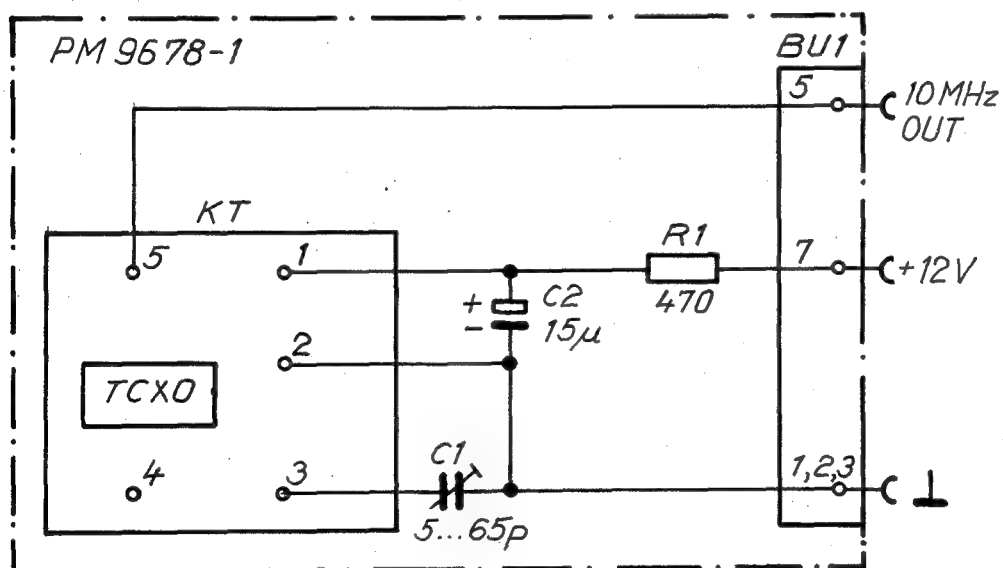 PM 9678-1
BU1
5
10 MHz
OUT
KT
5
1
R1
7
+12V
470
+
C2
-
15µ
2
TCXO
4
3
C1
1,2,3
5...65p